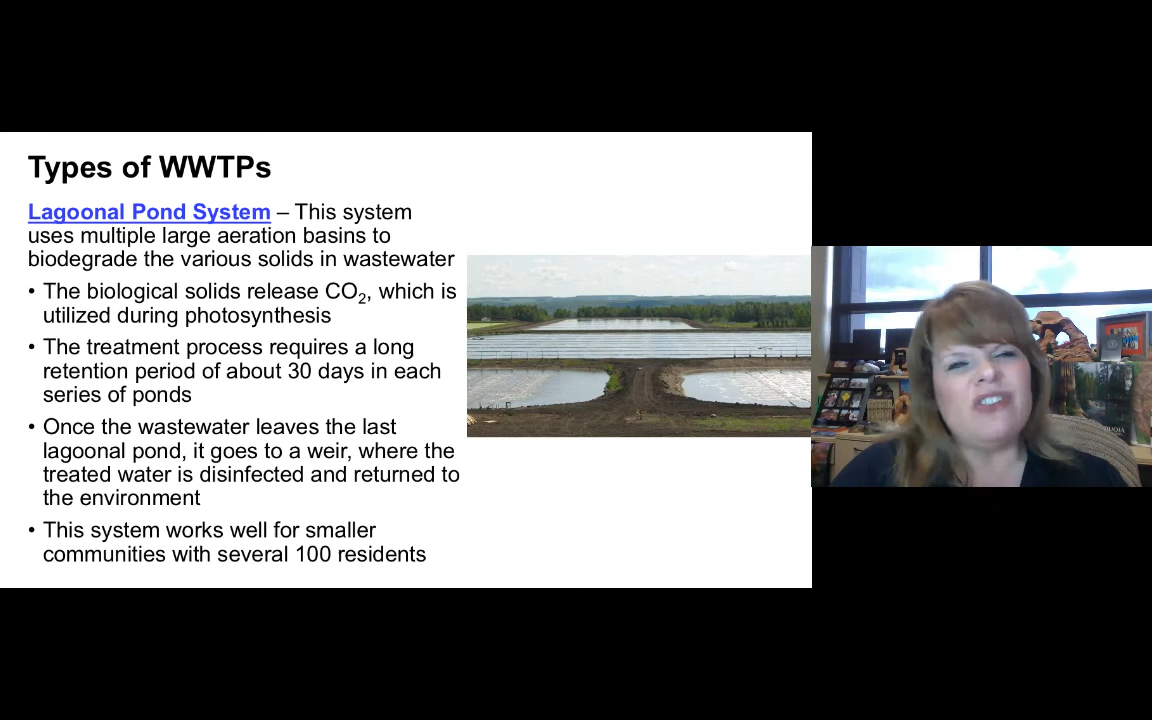 Types of WWTPs
Lagoonal Pond System – This system
uses multiple large aeration basins to
biodegrade the various solids in wastewater
• The biological solids release CO₂, which is
utilized during photosynthesis
• The treatment process requires a long
retention period of about 30 days in each
series of ponds
• Once the wastewater leaves the last
lagoonal pond, it goes to a weir, where the
treated water is disinfected and returned to
the environment
• This system works well for smaller
communities with several 100 residents